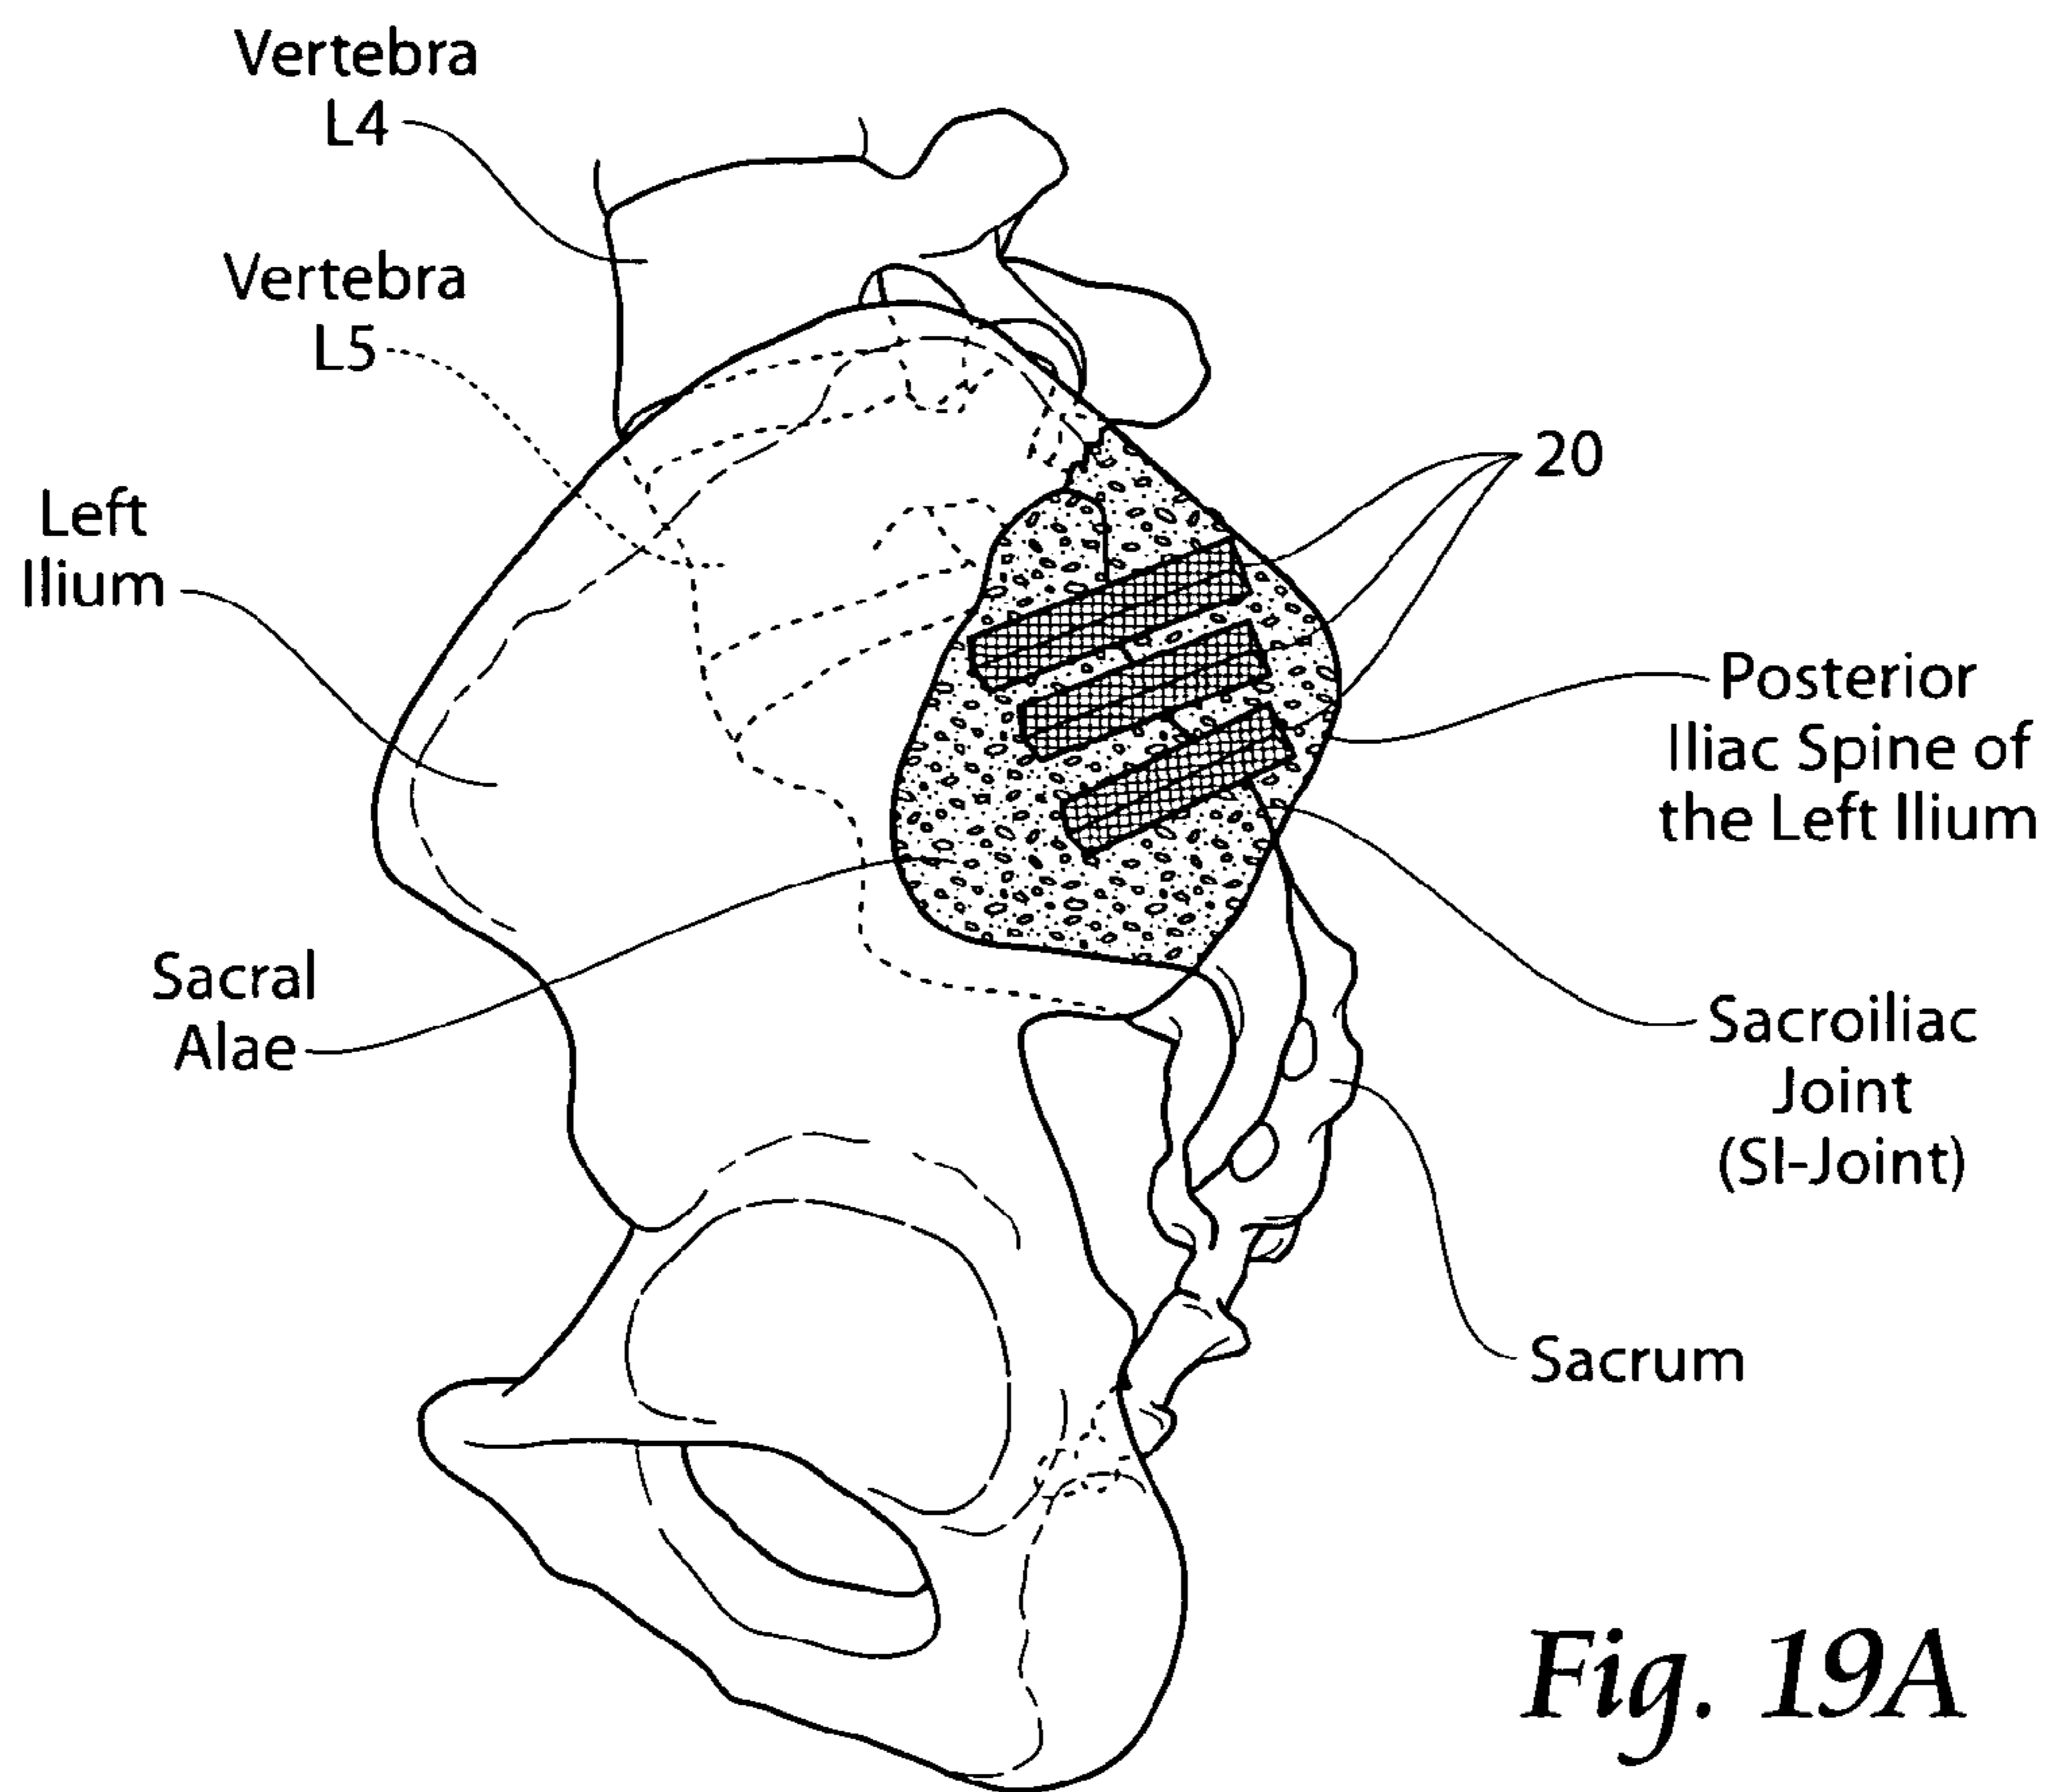 Vertebra
L4
Vertebra
L5
Left
Ilium
Sacral
Alae
20
Posterior
Iliac Spine of
the Left Ilium
Sacroiliac
Joint
(SI-Joint)
Sacrum
Fig. 19A